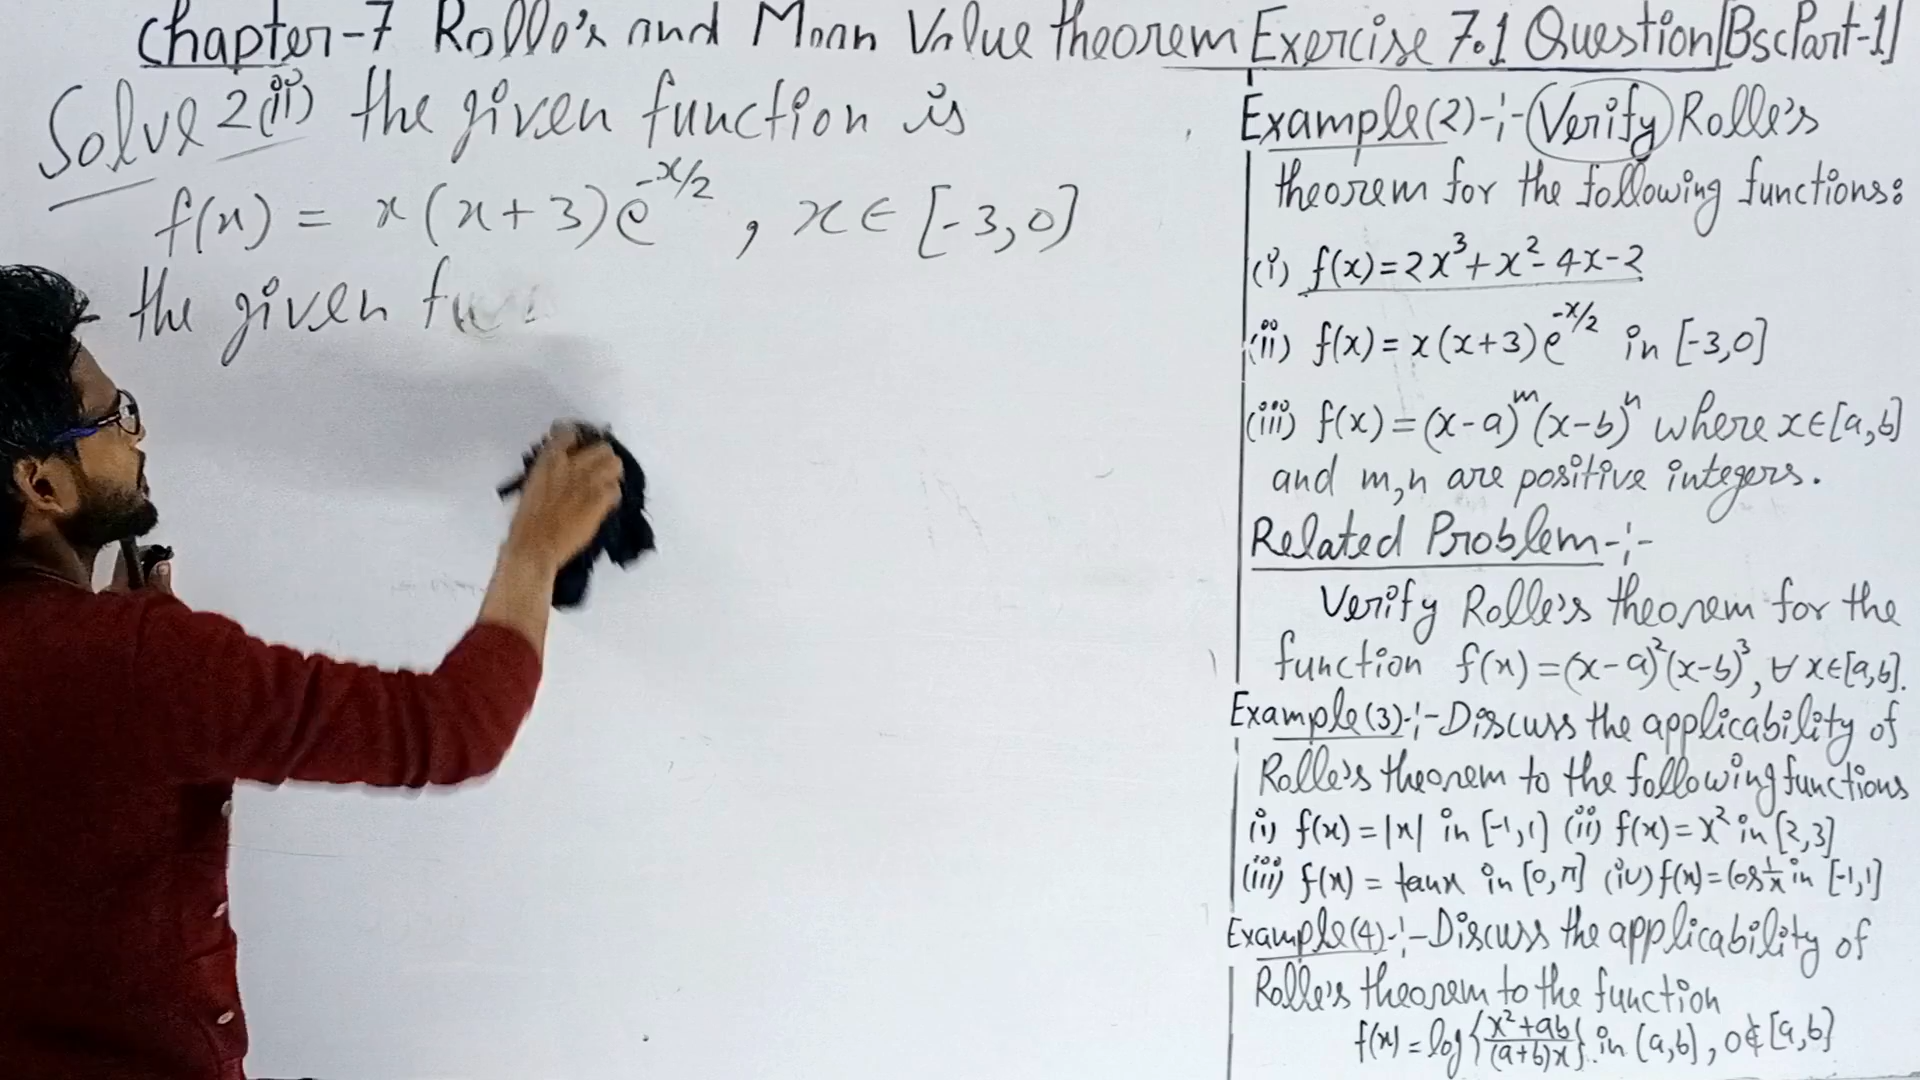 Chapter-7 Rolle's and Mean Value theorem Exercise 7.1 Question [Bsc Part-1]
Solve 2(ii) the given function is
f(x) = x(x+3)e^{-x/2}, x ∈ [-3,0]
the given
Example(2)-:- Verify Rolle's
theorem for the following functions:
(i) f(x)=2x³+x²-4x-2
(ii) f(x)=x(x+3)e^{-x/2} in [-3,0]
(iii) f(x)=(x-a)^m(x-b)^n where x∈[a,b]
and m,n are positive integers.
Related Problem-:-
Verify Rolle's theorem for the
function f(x)=(x-a)²(x-b)³, ∀ x∈[a,b].
Example(3)-:- Discuss the applicability of
Rolle's theorem to the following functions
(i) f(x)=|x| in [-1,1] (ii) f(x)=x² in [2,3]
(iii) f(x) = tanx in [0,π] (iv) f(x)=Cos 1/x in [-1,1]
Example(4)-:- Discuss the applicability of
Rolle's theorem to the function
f(x)=log{(x²+ab)/((a+b)x)} in [a,b], 0∉[a,b]